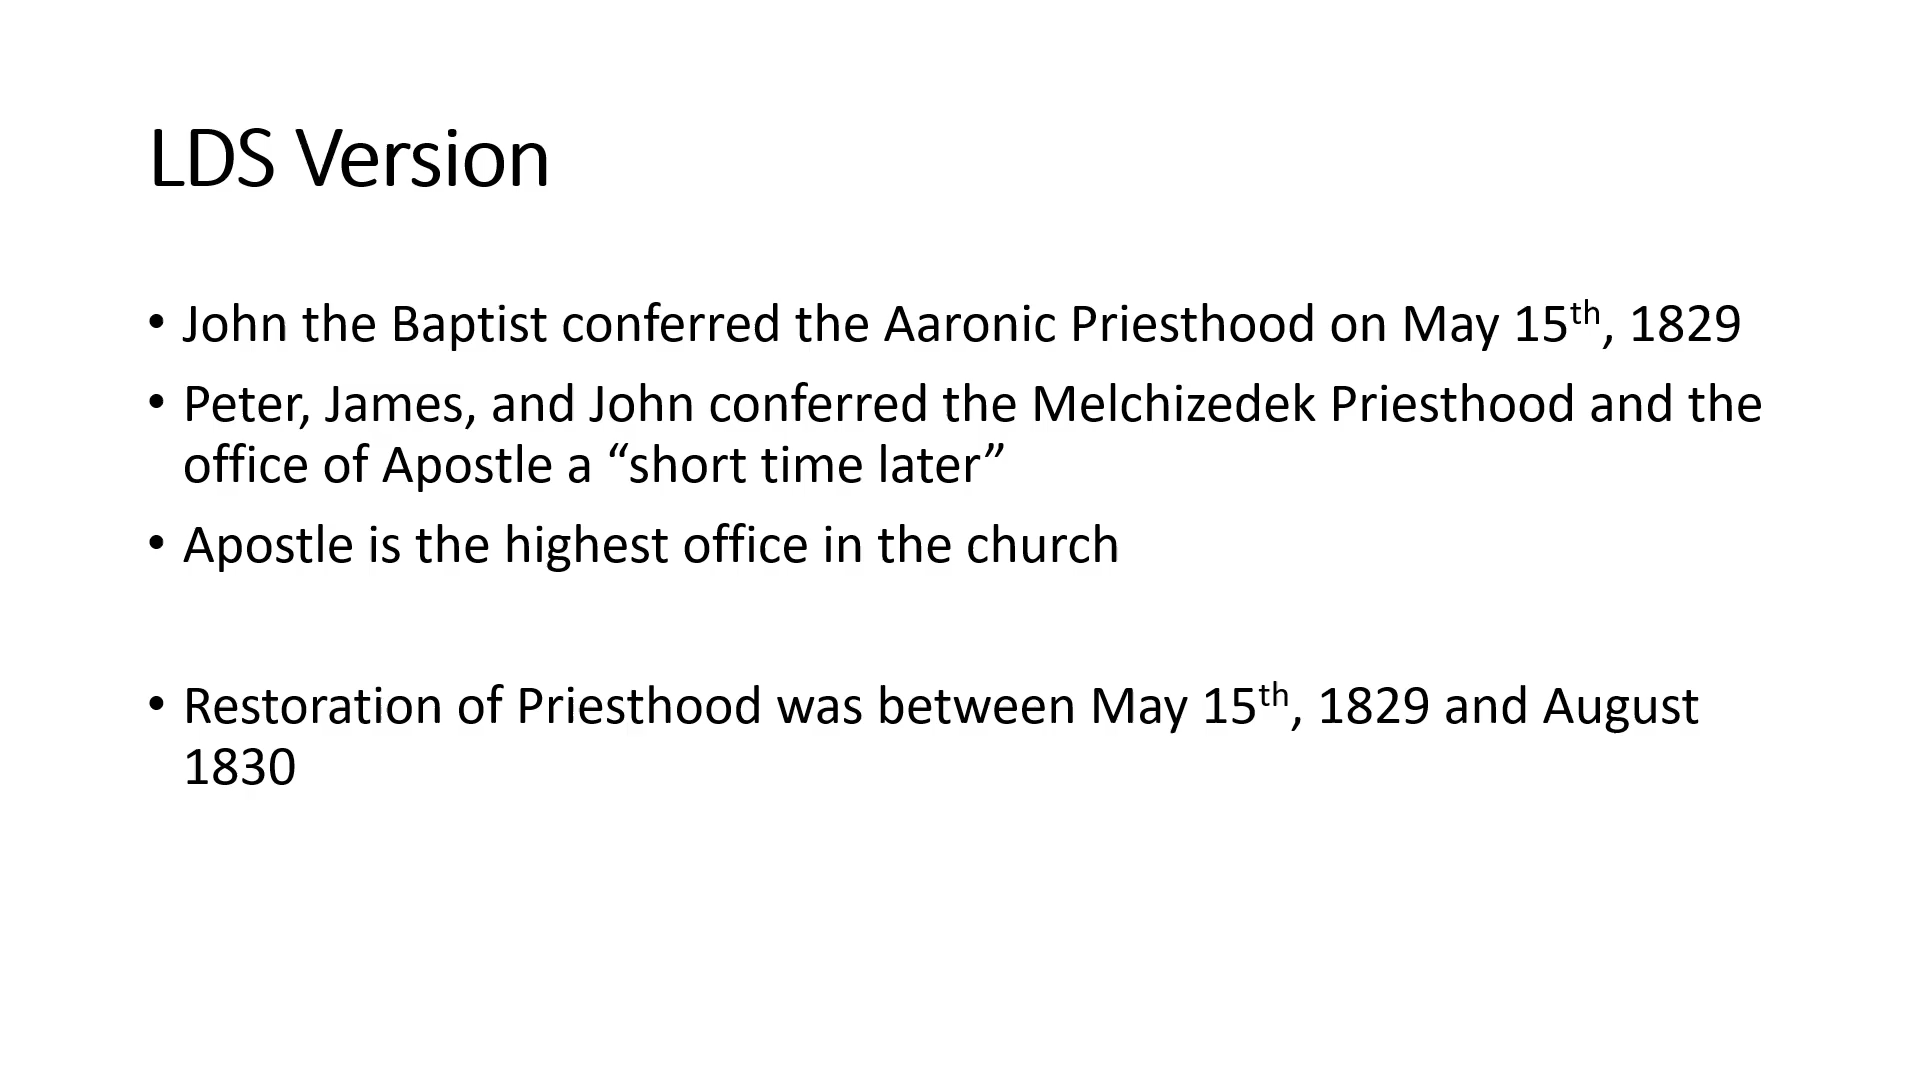 LDS Version
• John the Baptist conferred the Aaronic Priesthood on May 15th, 1829
• Peter, James, and John conferred the Melchizedek Priesthood and the
office of Apostle a “short time later”
• Apostle is the highest office in the church
• Restoration of Priesthood was between May 15th, 1829 and August
1830